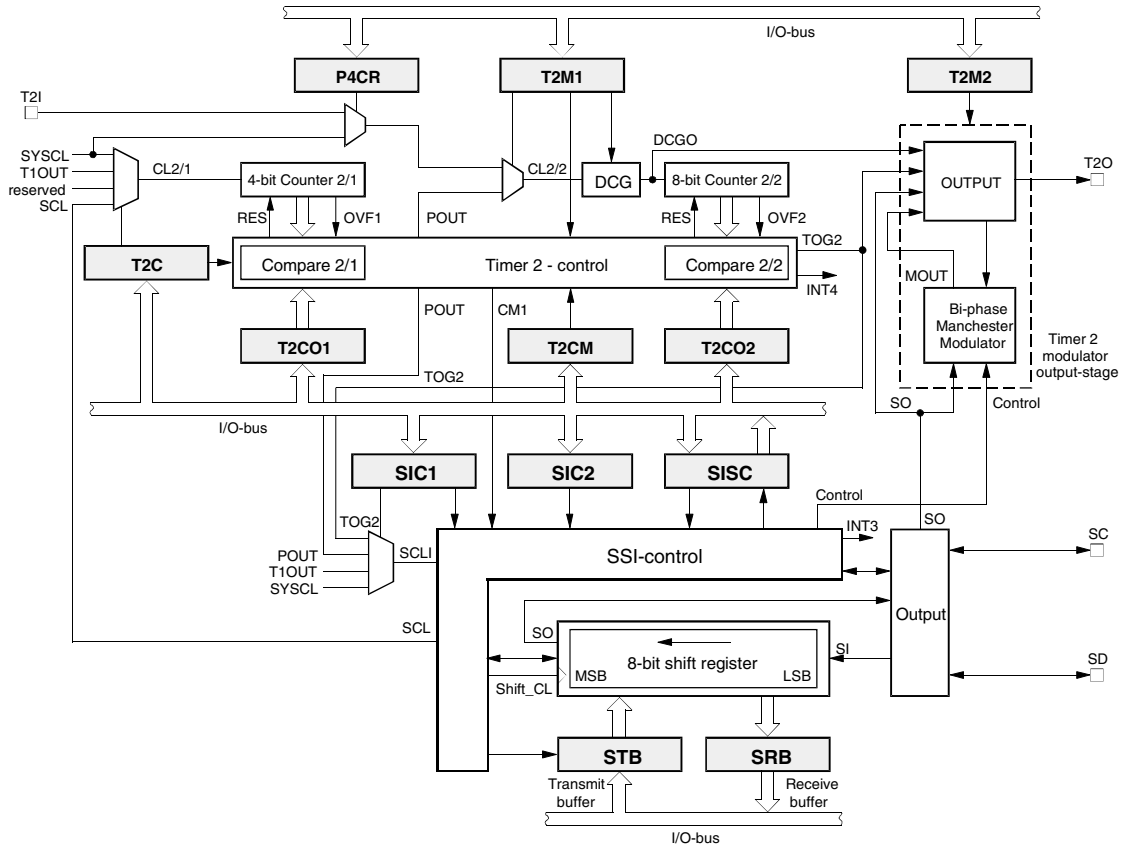 I/O-bus
P4CR
T2M1
T2M2
T2I
SYSCL
T1OUT
reserved
SCL
CL2/1
4-bit Counter 2/1
CL2/2
DCG
8-bit Counter 2/2
DCGO
OUTPUT
T2O
RES
OVF1
POUT
RES
OVF2
TOG2
T2C
Compare 2/1
Timer 2 - control
Compare 2/2
INT4
MOUT
Bi-phase
Manchester
Modulator
Timer 2
modulator
output-stage
POUT
CM1
T2CO1
T2CM
T2CO2
TOG2
I/O-bus
SO
Control
SIC1
SIC2
SISC
Control
TOG2
POUT
T1OUT
SYSCL
SCLI
SSI-control
INT3
SO
SC
Output
SCL
SO
8-bit shift register
MSB
LSB
SI
SD
Shift_CL
STB
SRB
Transmit
buffer
Receive
buffer
I/O-bus